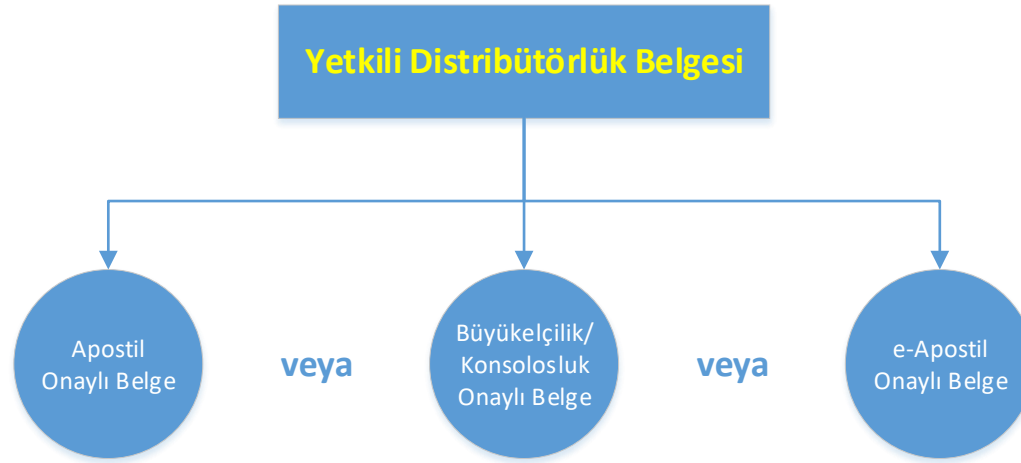 Yetkili Distribütörlük Belgesi
Apostil
Onaylı Belge
veya
Büyükelçilik/
Konsolosluk
Onaylı Belge
veya
e-Apostil
Onaylı Belge